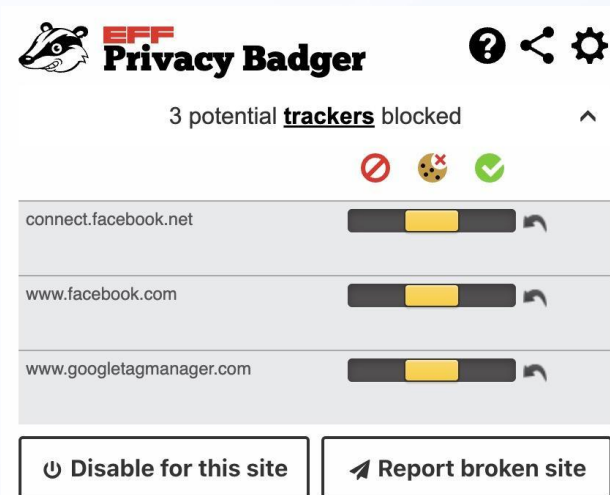 EFF
Privacy Badger
3 potential trackers blocked
connect.facebook.net
www.facebook.com
www.googletagmanager.com
Disable for this site
Report broken site